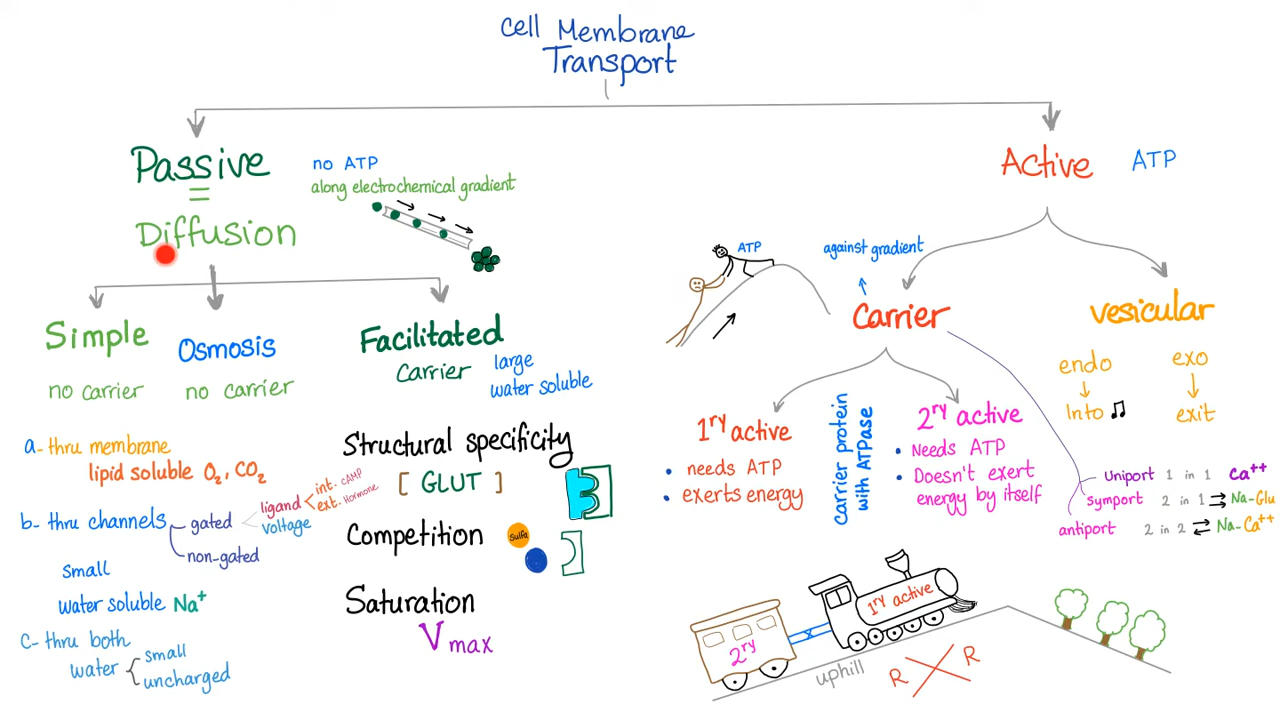 Cell Membrane
Transport
Passive
no ATP
along electrochemical gradient
Diffusion
Active
ATP
Simple
no carrier
Osmosis
no carrier
Facilitated
Carrier
large
water soluble
a- thru membrane
lipid soluble O₂, CO₂
b- thru channels
gated
ligand
int. cAMP
ext. Hormone
voltage
non-gated
small
water soluble Na⁺
c- thru both
water
small
uncharged
Structural specificity
[ GLUT ]
Competition
Sulfa
Saturation
Vmax
ATP
against gradient
Carrier
vesicular
endo
Into
exo
exit
1ry active
• needs ATP
• exerts energy
Carrier protein
with ATPase
2ry active
• Needs ATP
• Doesn't exert
energy by itself
Uniport 1 in 1 Ca⁺⁺
symport 2 in 1 ⇉ Na-Glu
antiport 2 in 2 ⇄ Na-Ca⁺⁺
1ry active
2ry
uphill
R R